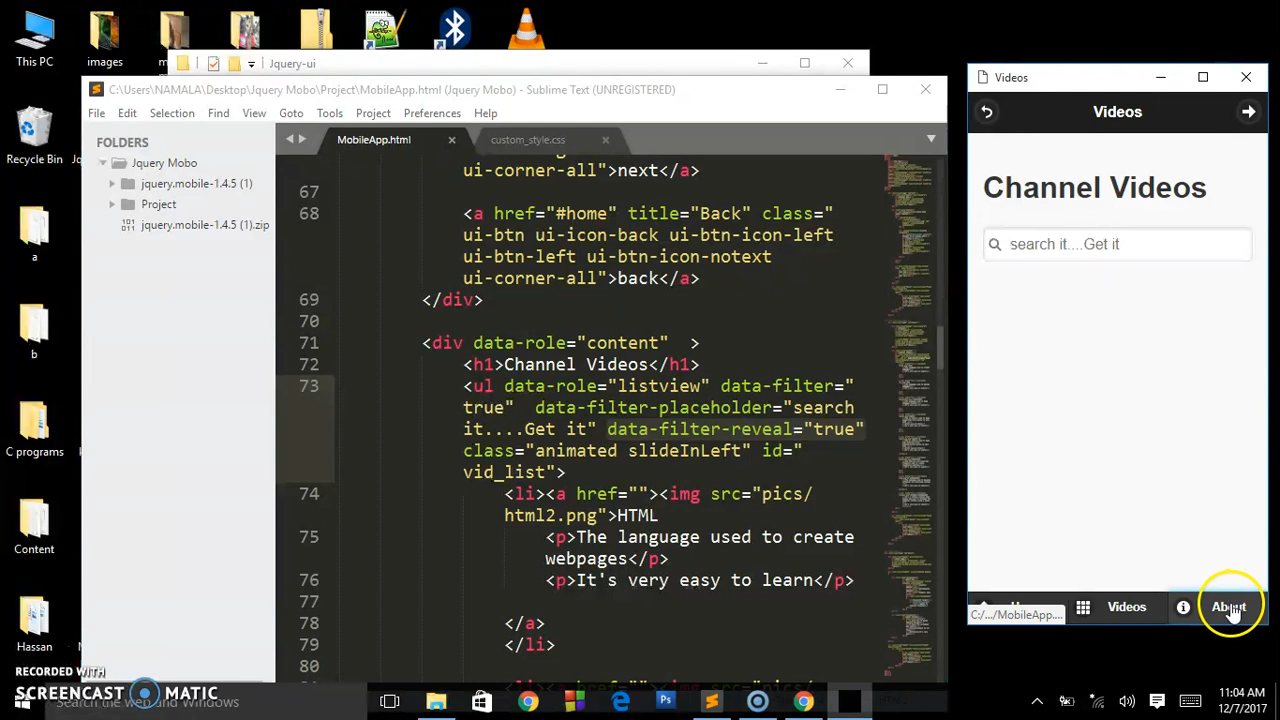 This PC
images
m
Jquery-ui
C:\Users\NAMALA\Desktop\Jquery Mobo\Project\MobileApp.html (Jquery Mobo) - Sublime Text (UNREGISTERED)
File Edit Selection Find View Goto Tools Project Preferences Help
FOLDERS
Jquery Mobo
jquery.mobile-1.4.5 (1)
Project
jquery.mobile-1.4.5 (1).zip
MobileApp.html
custom_style.css
ui-corner-all">next</a>
67
68 <a href="#home" title="Back" class="
ui-btn ui-icon-back ui-btn-icon-left
ui-btn-left ui-btn-icon-notext
ui-corner-all">back</a>
69 </div>
70
71 <div data-role="content" >
72 <h1>Channel Videos</h1>
73 <ul data-role="listview" data-filter="
true" data-filter-placeholder="search
it....Get it" data-filter-reveal="true"
class="animated slideInLeft" id="
vid_list">
74 <li><a href=""><img src="pics/
html2.png">HTML
75 <p>The language used to create
webpages</p>
76 <p>It's very easy to learn</p>
77
78 </a>
79 </li>
80
Videos
Videos
Channel Videos
search it....Get it
Videos
About
C:/.../MobileApp....
Recycle Bin
a
b
C programs
Content
Hassan
RECORDED WITH
SCREENCAST MATIC
Search the web and Windows
11:04 AM
12/7/2017